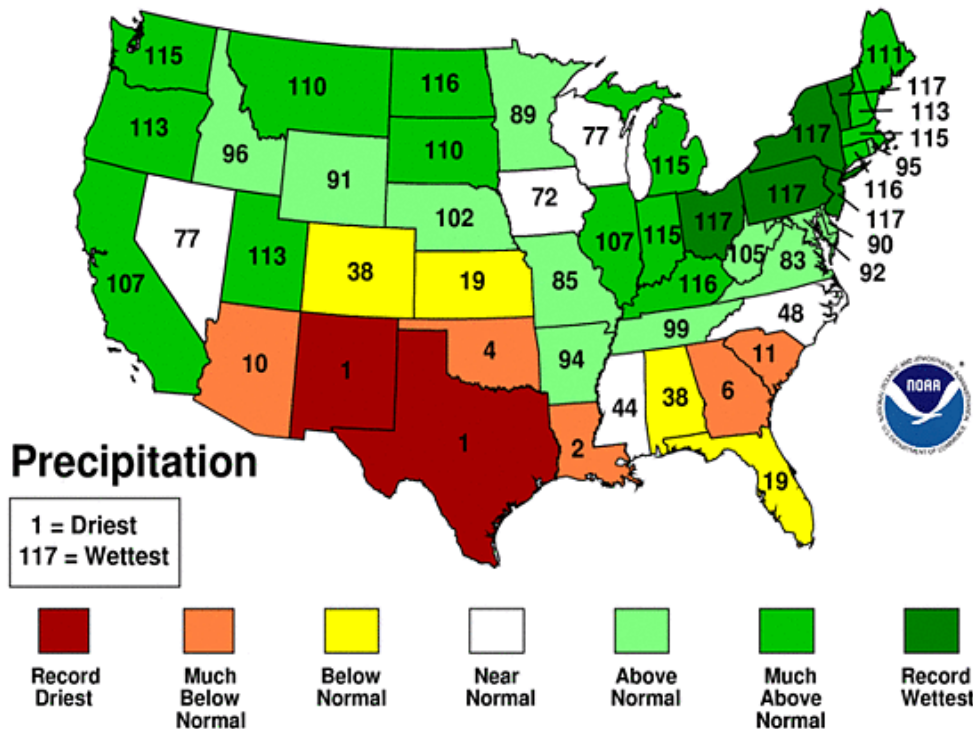 115
110
116
89
77
111
117
113
115
95
116
117
90
92
113
96
91
110
72
115
117
117
117
77
113
38
102
19
107
115
105
83
107
85
116
48
10
1
4
94
99
11
1
2
44
38
6
19
NOAA
Precipitation
1 = Driest
117 = Wettest
Record
Driest
Much
Below
Normal
Below
Normal
Near
Normal
Above
Normal
Much
Above
Normal
Record
Wettest